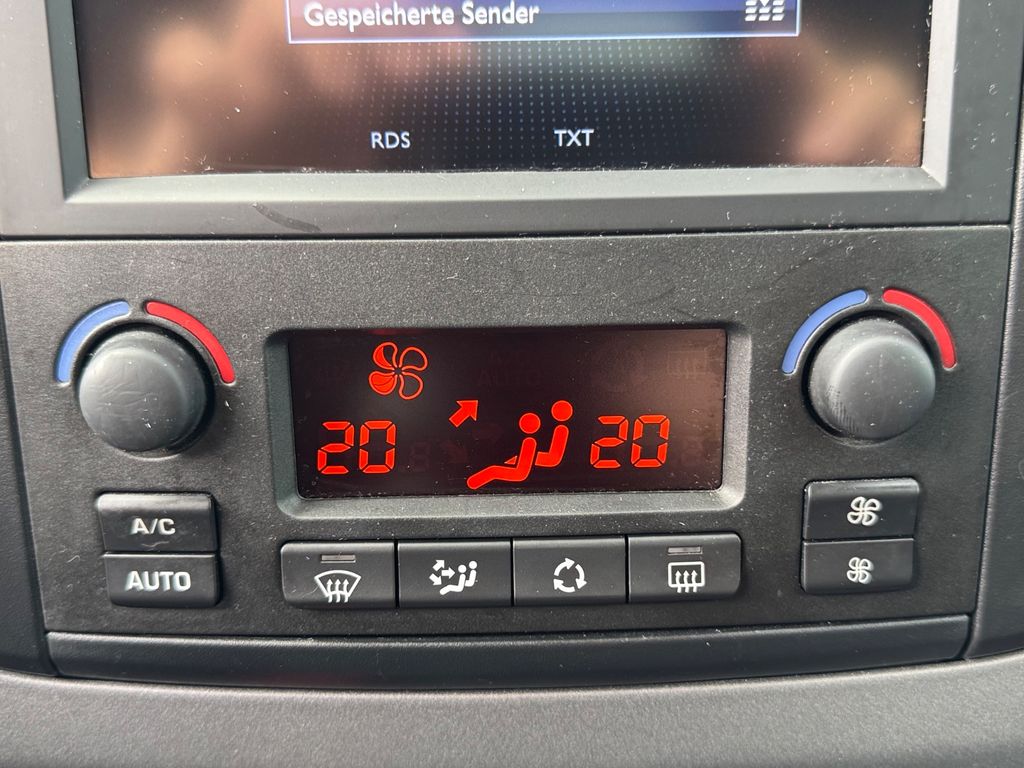 Gespeicherte Sender
RDS TXT
20 20
A/C
AUTO